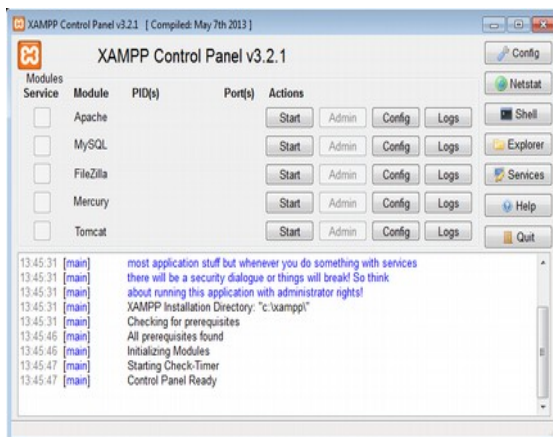 XAMPP Control Panel v3.2.1 [ Compiled: May 7th 2013 ]
XAMPP Control Panel v3.2.1
Config
Modules
Service Module PID(s) Port(s) Actions
Netstat
Apache Start Admin Config Logs
Shell
MySQL Start Admin Config Logs
Explorer
FileZilla Start Admin Config Logs
Services
Mercury Start Admin Config Logs
Help
Tomcat Start Admin Config Logs
Quit
13:45:31 [main] most application stuff but whenever you do something with services
13:45:31 [main] there will be a security dialogue or things will break! So think
13:45:31 [main] about running this application with administrator rights!
13:45:31 [main] XAMPP Installation Directory: "c:\xampp\"
13:45:31 [main] Checking for prerequisites
13:45:46 [main] All prerequisites found
13:45:46 [main] Initializing Modules
13:45:47 [main] Starting Check-Timer
13:45:47 [main] Control Panel Ready